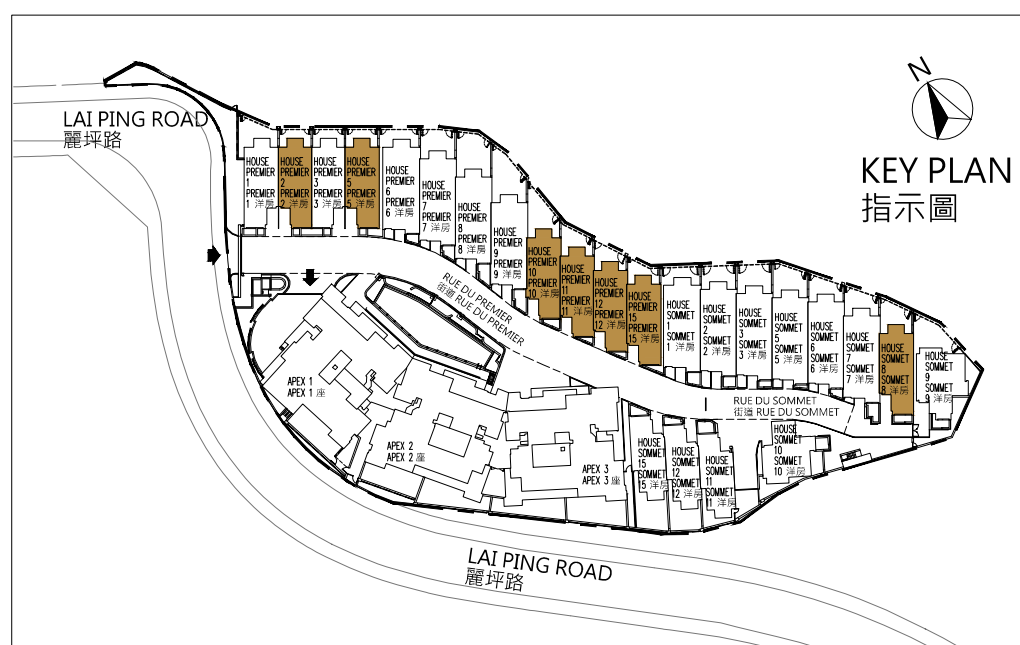 LAI PING ROAD
麗坪路
N
KEY PLAN
指示圖
HOUSE
PREMIER
1
PREMIER
1 洋房
HOUSE
PREMIER
2
PREMIER
2 洋房
HOUSE
PREMIER
3
PREMIER
3 洋房
HOUSE
PREMIER
5
PREMIER
5 洋房
HOUSE
PREMIER
6
PREMIER
6 洋房
HOUSE
PREMIER
7
PREMIER
7 洋房
HOUSE
PREMIER
8
PREMIER
8 洋房
HOUSE
PREMIER
9
PREMIER
9 洋房
HOUSE
PREMIER
10
PREMIER
10 洋房
HOUSE
PREMIER
11
PREMIER
11 洋房
HOUSE
PREMIER
12
PREMIER
12 洋房
HOUSE
PREMIER
15
PREMIER
15 洋房
HOUSE
SOMMET
1
SOMMET
1 洋房
HOUSE
SOMMET
2
SOMMET
2 洋房
HOUSE
SOMMET
3
SOMMET
3 洋房
HOUSE
SOMMET
5
SOMMET
5 洋房
HOUSE
SOMMET
6
SOMMET
6 洋房
HOUSE
SOMMET
7
SOMMET
7 洋房
HOUSE
SOMMET
8
SOMMET
8 洋房
HOUSE
SOMMET
9
SOMMET
9 洋房
RUE DU PREMIER
街道 RUE DU PREMIER
RUE DU SOMMET
街道 RUE DU SOMMET
APEX 1
APEX 1 座
APEX 2
APEX 2 座
APEX 3
APEX 3 座
HOUSE
SOMMET
15
SOMMET
15 洋房
HOUSE
SOMMET
12
SOMMET
12 洋房
HOUSE
SOMMET
11
SOMMET
11 洋房
HOUSE
SOMMET
10
SOMMET
10 洋房
LAI PING ROAD
麗坪路